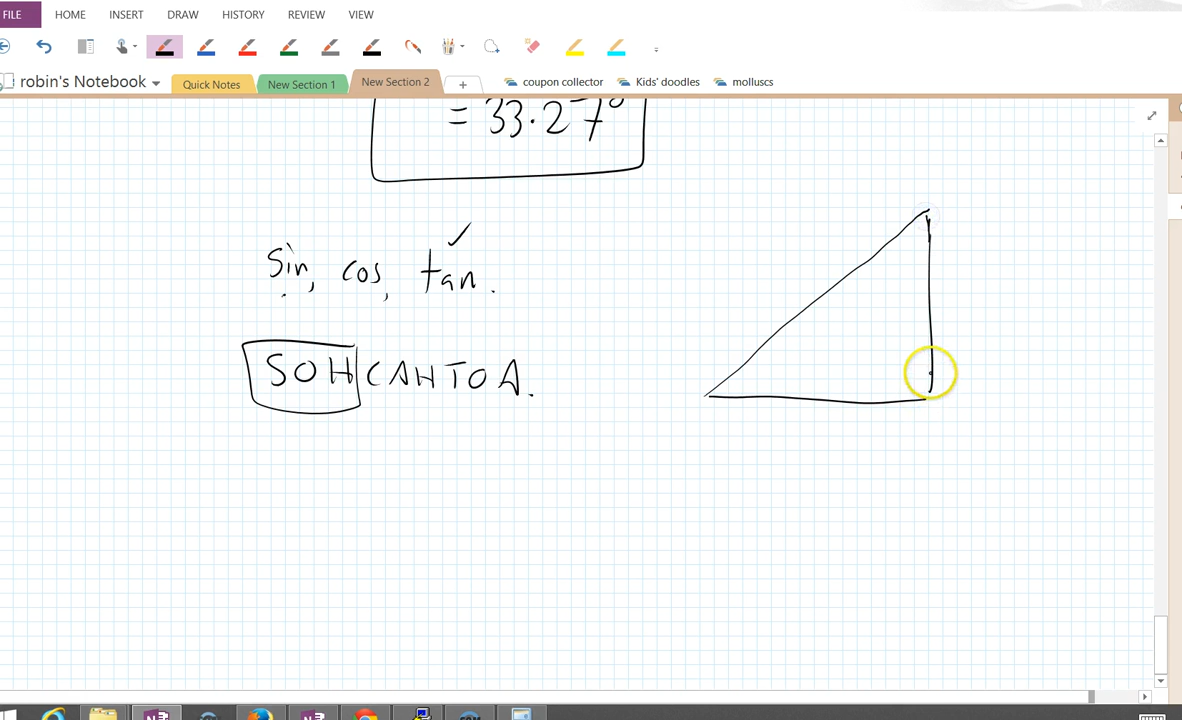 FILE HOME INSERT DRAW HISTORY REVIEW VIEW
robin's Notebook Quick Notes New Section 1 New Section 2 + coupon collector Kids' doodles molluscs
= 33.27°
sin, cos, tan.
SOHCAHTOA.